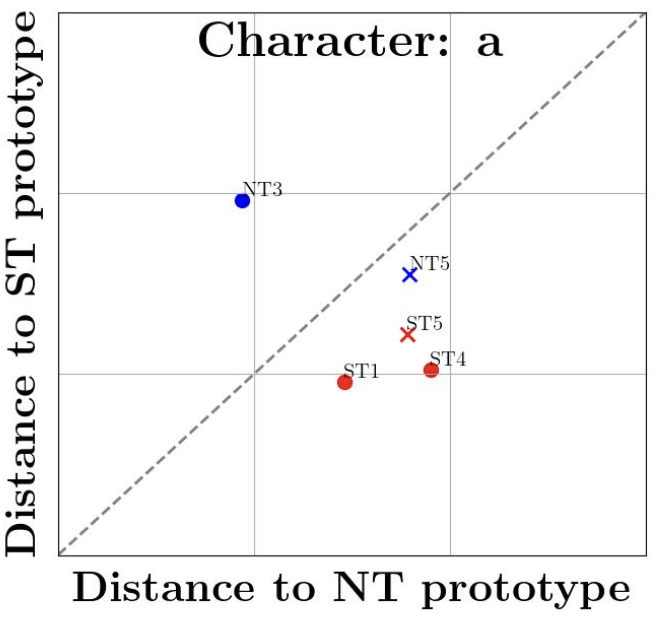 Character: a
Distance to ST prototype
NT3
NT5
ST5
ST4
ST1
Distance to NT prototype